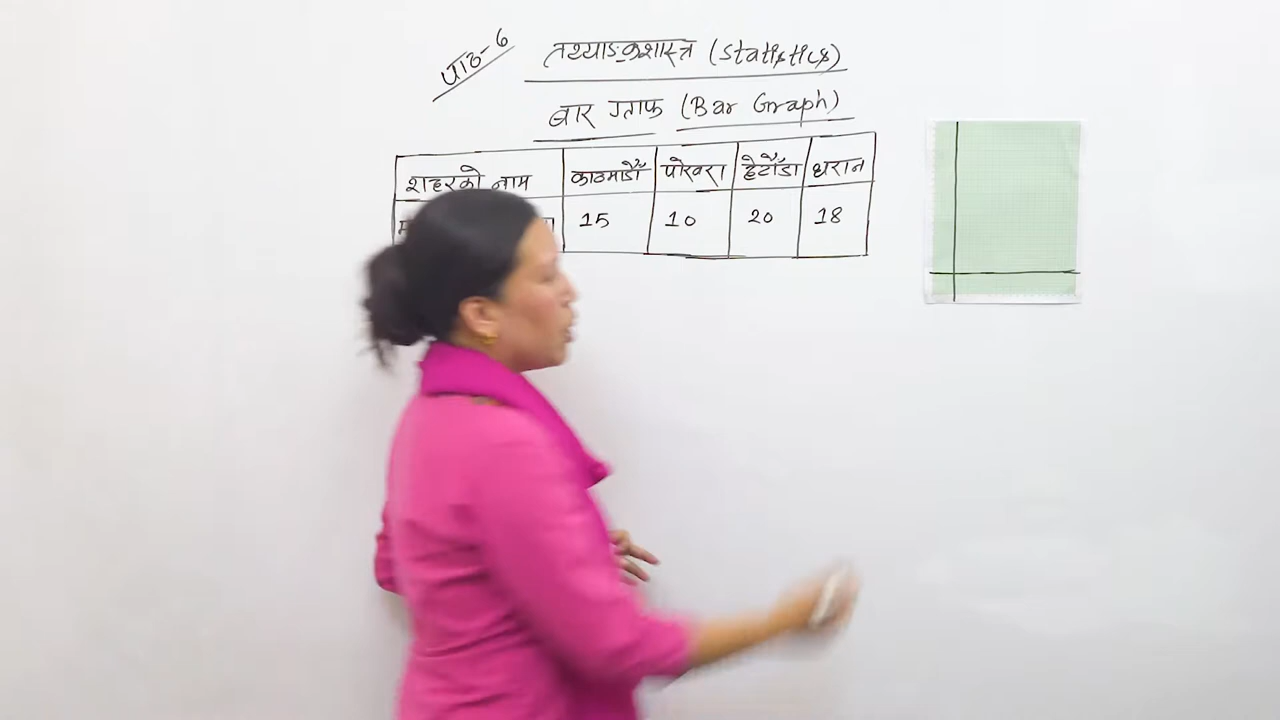 पाठ-6
तथ्याङ्कशास्त्र (Statistics)
बार ग्राफ (Bar Graph)
शहरको नाम काठमाडौँ पोखरा हेटौँडा धरान
15 10 20 18